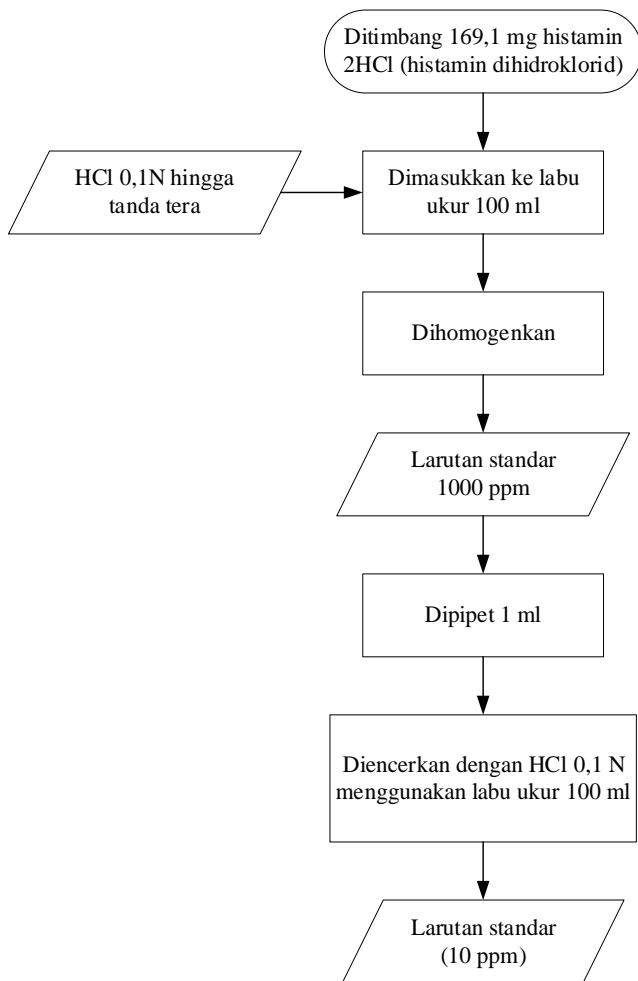 Ditimbang 169,1 mg histamin
2HCl (histamin dihidroklorid)
HCl 0,1N hingga
tanda tera
Dimasukkan ke labu
ukur 100 ml
Dihomogenkan
Larutan standar
1000 ppm
Dipipet 1 ml
Diencerkan dengan HCl 0,1 N
menggunakan labu ukur 100 ml
Larutan standar
(10 ppm)